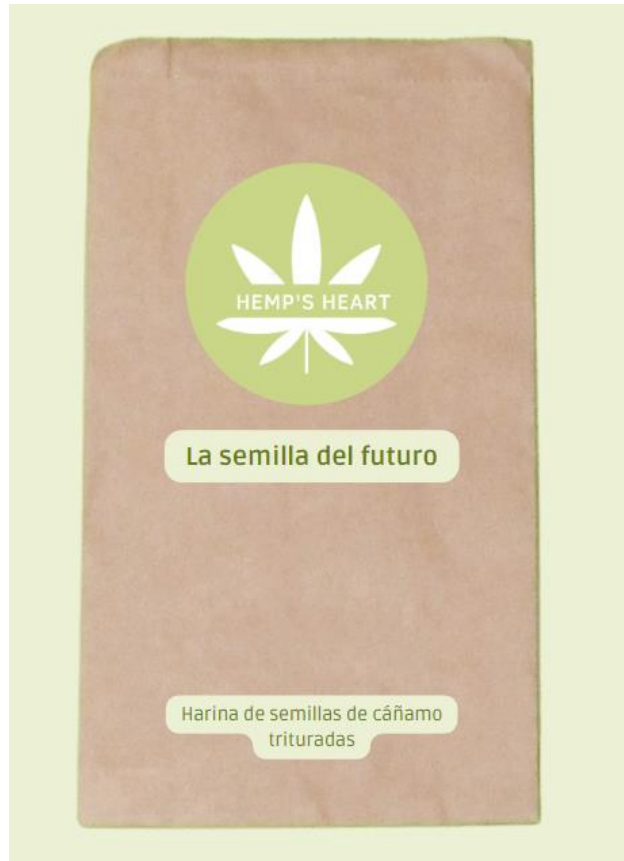 HEMP'S HEART
La semilla del futuro
Harina de semillas de cáñamo
trituradas